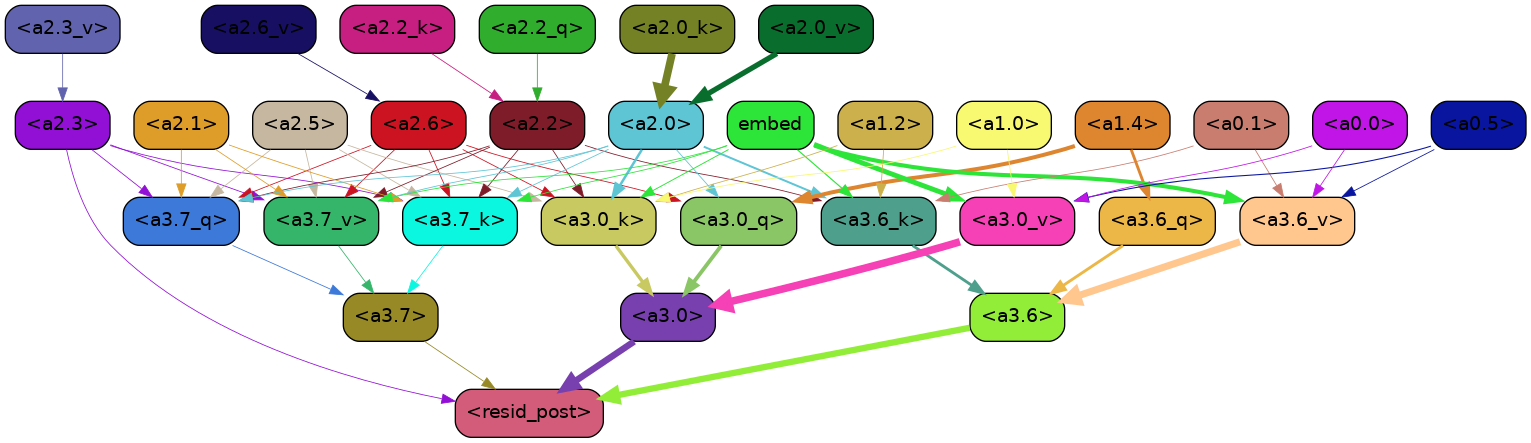 <a2.3_v> <a2.6_v> <a2.2_k> <a2.2_q> <a2.0_k> <a2.0_v>
<a2.3> <a2.1> <a2.5> <a2.6> <a2.2> <a2.0> embed <a1.2> <a1.0> <a1.4> <a0.1> <a0.0> <a0.5>
<a3.7_q> <a3.7_v> <a3.7_k> <a3.0_k> <a3.0_q> <a3.6_k> <a3.0_v> <a3.6_q> <a3.6_v>
<a3.7> <a3.0> <a3.6>
<resid_post>